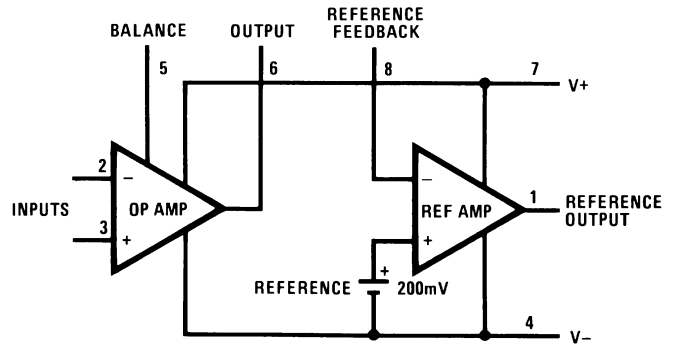 REFERENCE
FEEDBACK
BALANCE
OUTPUT
5
6
8
7
V+
2
−
INPUTS
OP AMP
3
+
−
REF AMP
+
1
REFERENCE
OUTPUT
REFERENCE
+
200mV
4
V−